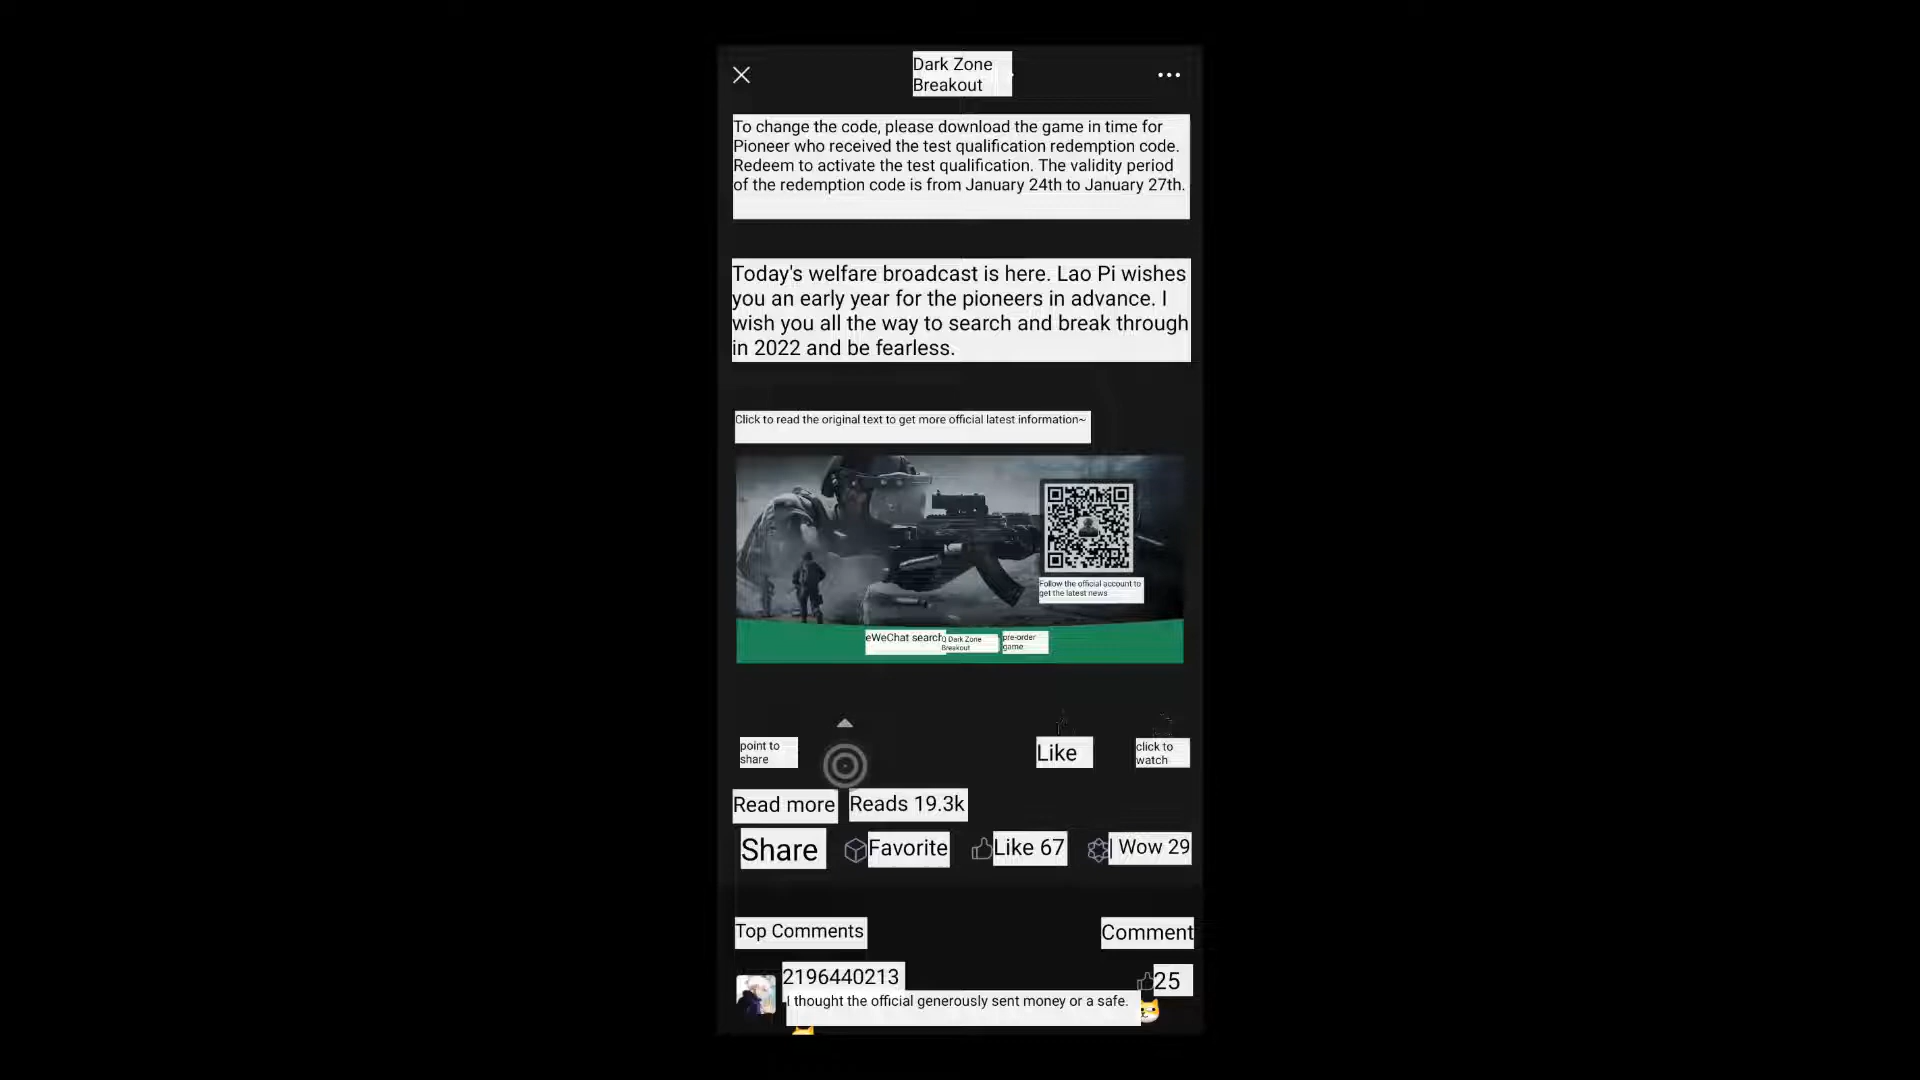 Dark Zone
Breakout
To change the code, please download the game in time for
Pioneer who received the test qualification redemption code.
Redeem to activate the test qualification. The validity period
of the redemption code is from January 24th to January 27th.
Today's welfare broadcast is here. Lao Pi wishes
you an early year for the pioneers in advance. I
wish you all the way to search and break through
in 2022 and be fearless.
Click to read the original text to get more official latest information~
Follow the official account to
get the latest news
eWeChat search
Dark Zone
Breakout
pre-order
game
point to
share
Like
click to
watch
Read more Reads 19.3k
Share Favorite Like 67 | Wow 29
Top Comments Comment
2196440213 25
I thought the official generously sent money or a safe.